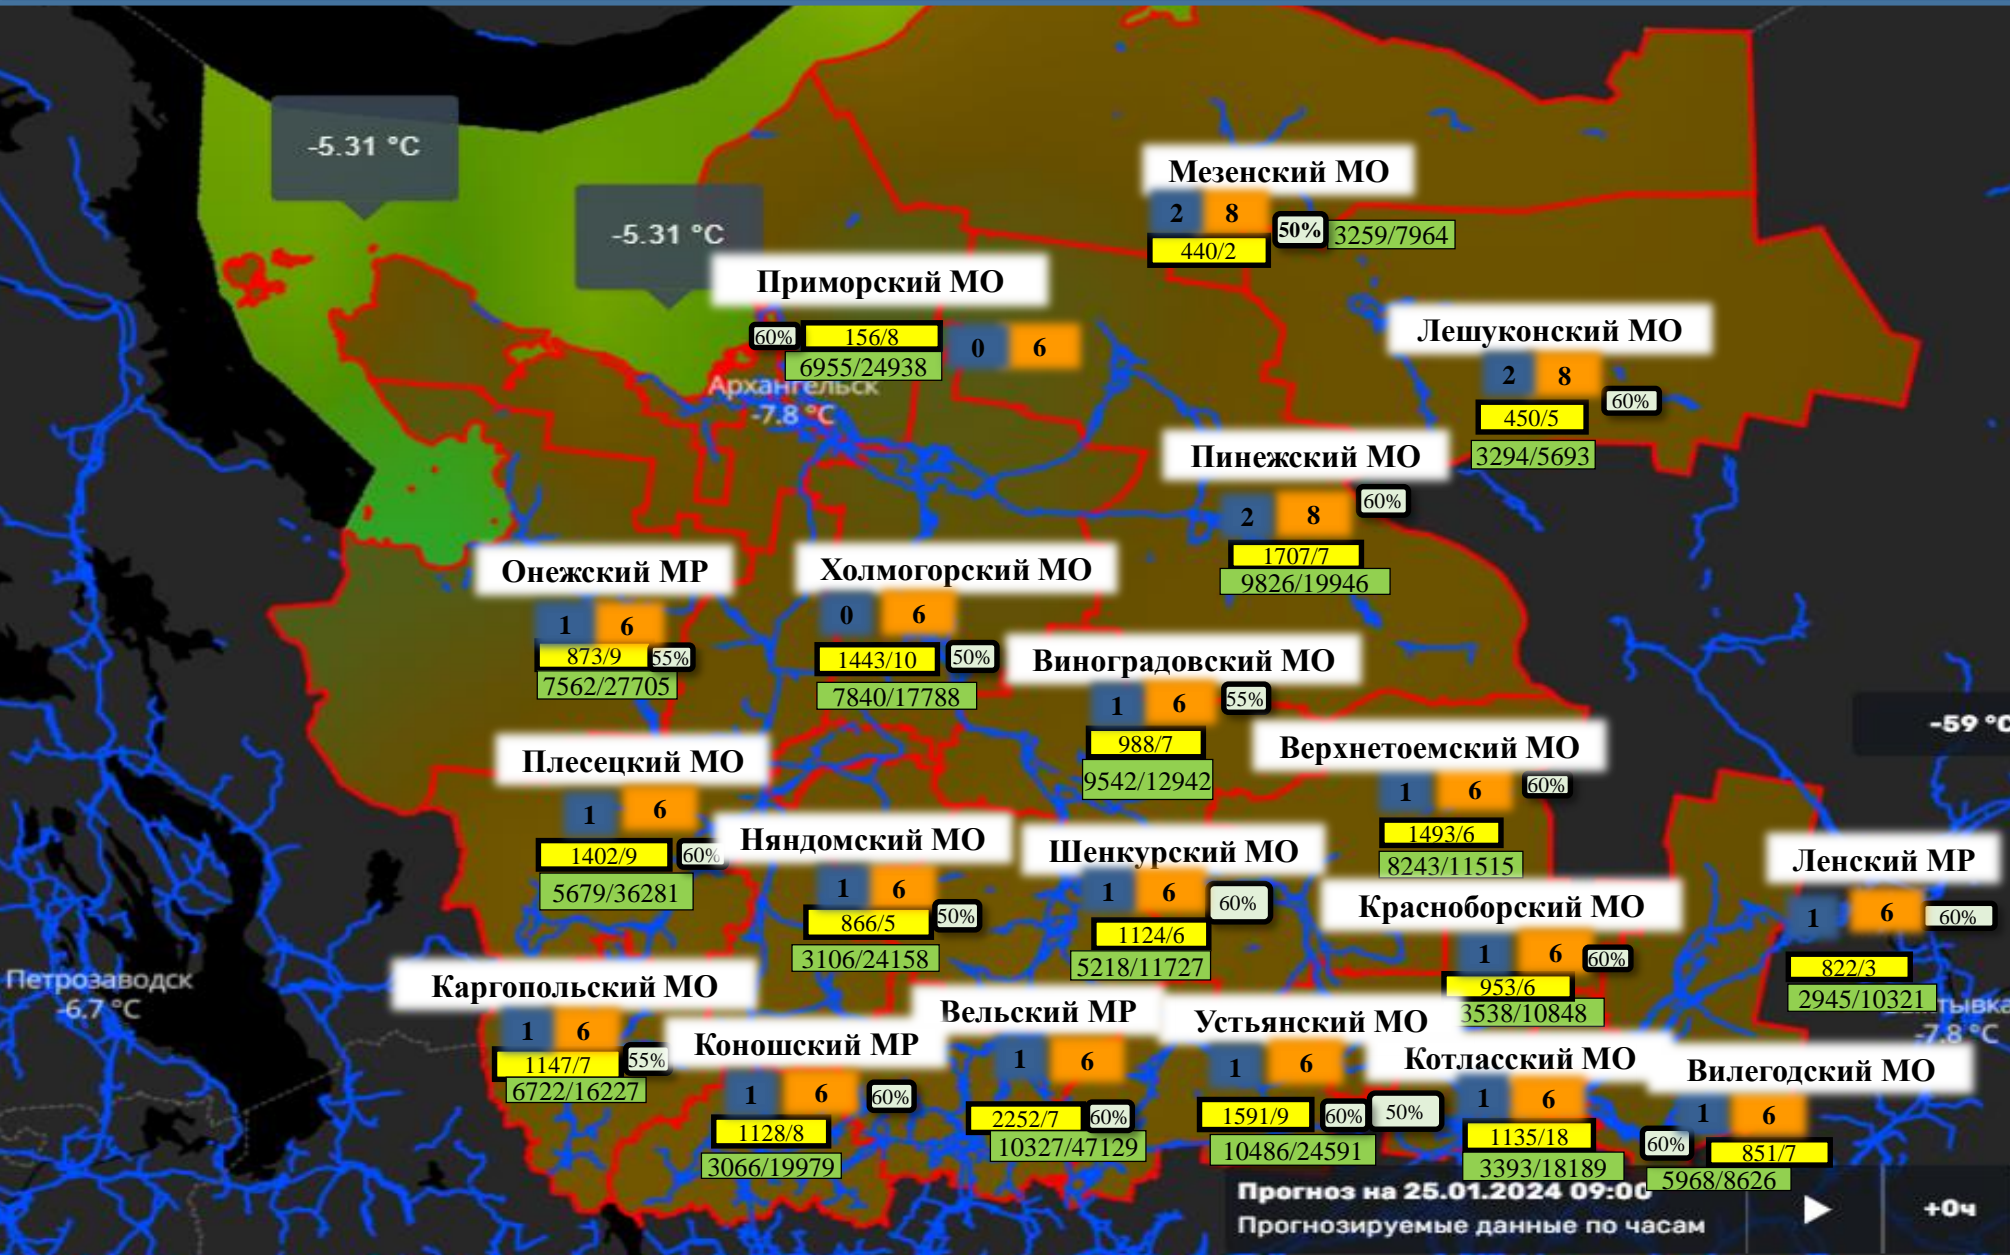 -5.31 °C
-5.31 °C
Мезенский МО
2 8
440/2
50%
3259/7964
Приморский МО
60%
156/8
6955/24938
0 6
Архангельск
-7.8 °C
Лешуконский МО
2 8
450/5
60%
3294/5693
Пинежский МО
2 8
60%
1707/7
9826/19946
Онежский МР
1 6
873/9
55%
7562/27705
Холмогорский МО
0 6
1443/10
50%
7840/17788
Виноградовский МО
1 6
55%
988/7
9542/12942
-59 °C
Плесецкий МО
1 6
1402/9
60%
5679/36281
Верхнетоемский МО
1 6
60%
1493/6
8243/11515
Няндомский МО
1 6
866/5
50%
3106/24158
Шенкурский МО
1 6
60%
1124/6
5218/11727
Ленский МР
1 6
60%
822/3
2945/10321
тывка
-7.8 °C
Красноборский МО
1 6
60%
953/6
3538/10848
Петрозаводск
-6.7 °C
Каргопольский МО
1 6
1147/7
55%
6722/16227
Коношский МР
1 6
60%
1128/8
3066/19979
Вельский МР
1 6
2252/7
60%
10327/47129
Устьянский МО
1 6
1591/9
60%
10486/24591
Котласский МО
50%
1 6
1135/18
3393/18189
Вилегодский МО
1 6
60%
851/7
5968/8626
Прогноз на 25.01.2024 09:00
Прогнозируемые данные по часам
+0ч